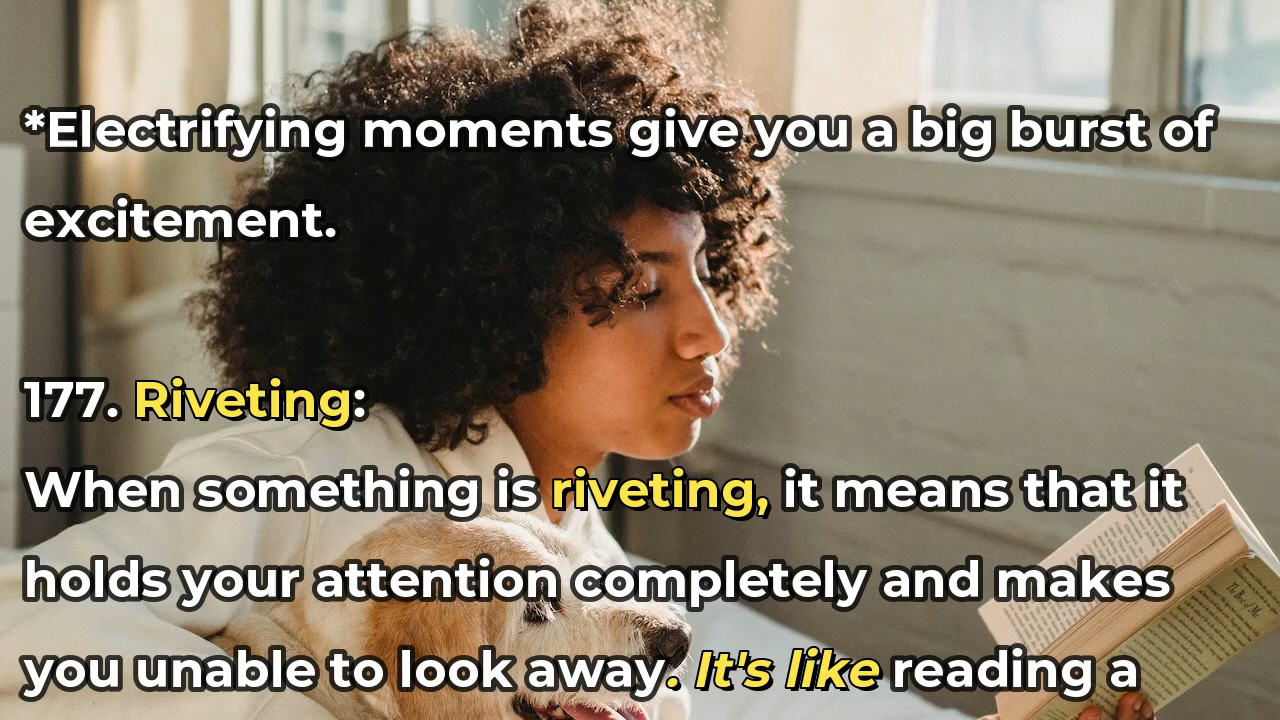 *Electrifying moments give you a big burst of
excitement.
177. Riveting:
When something is riveting, it means that it
holds your attention completely and makes
you unable to look away. It's like reading a